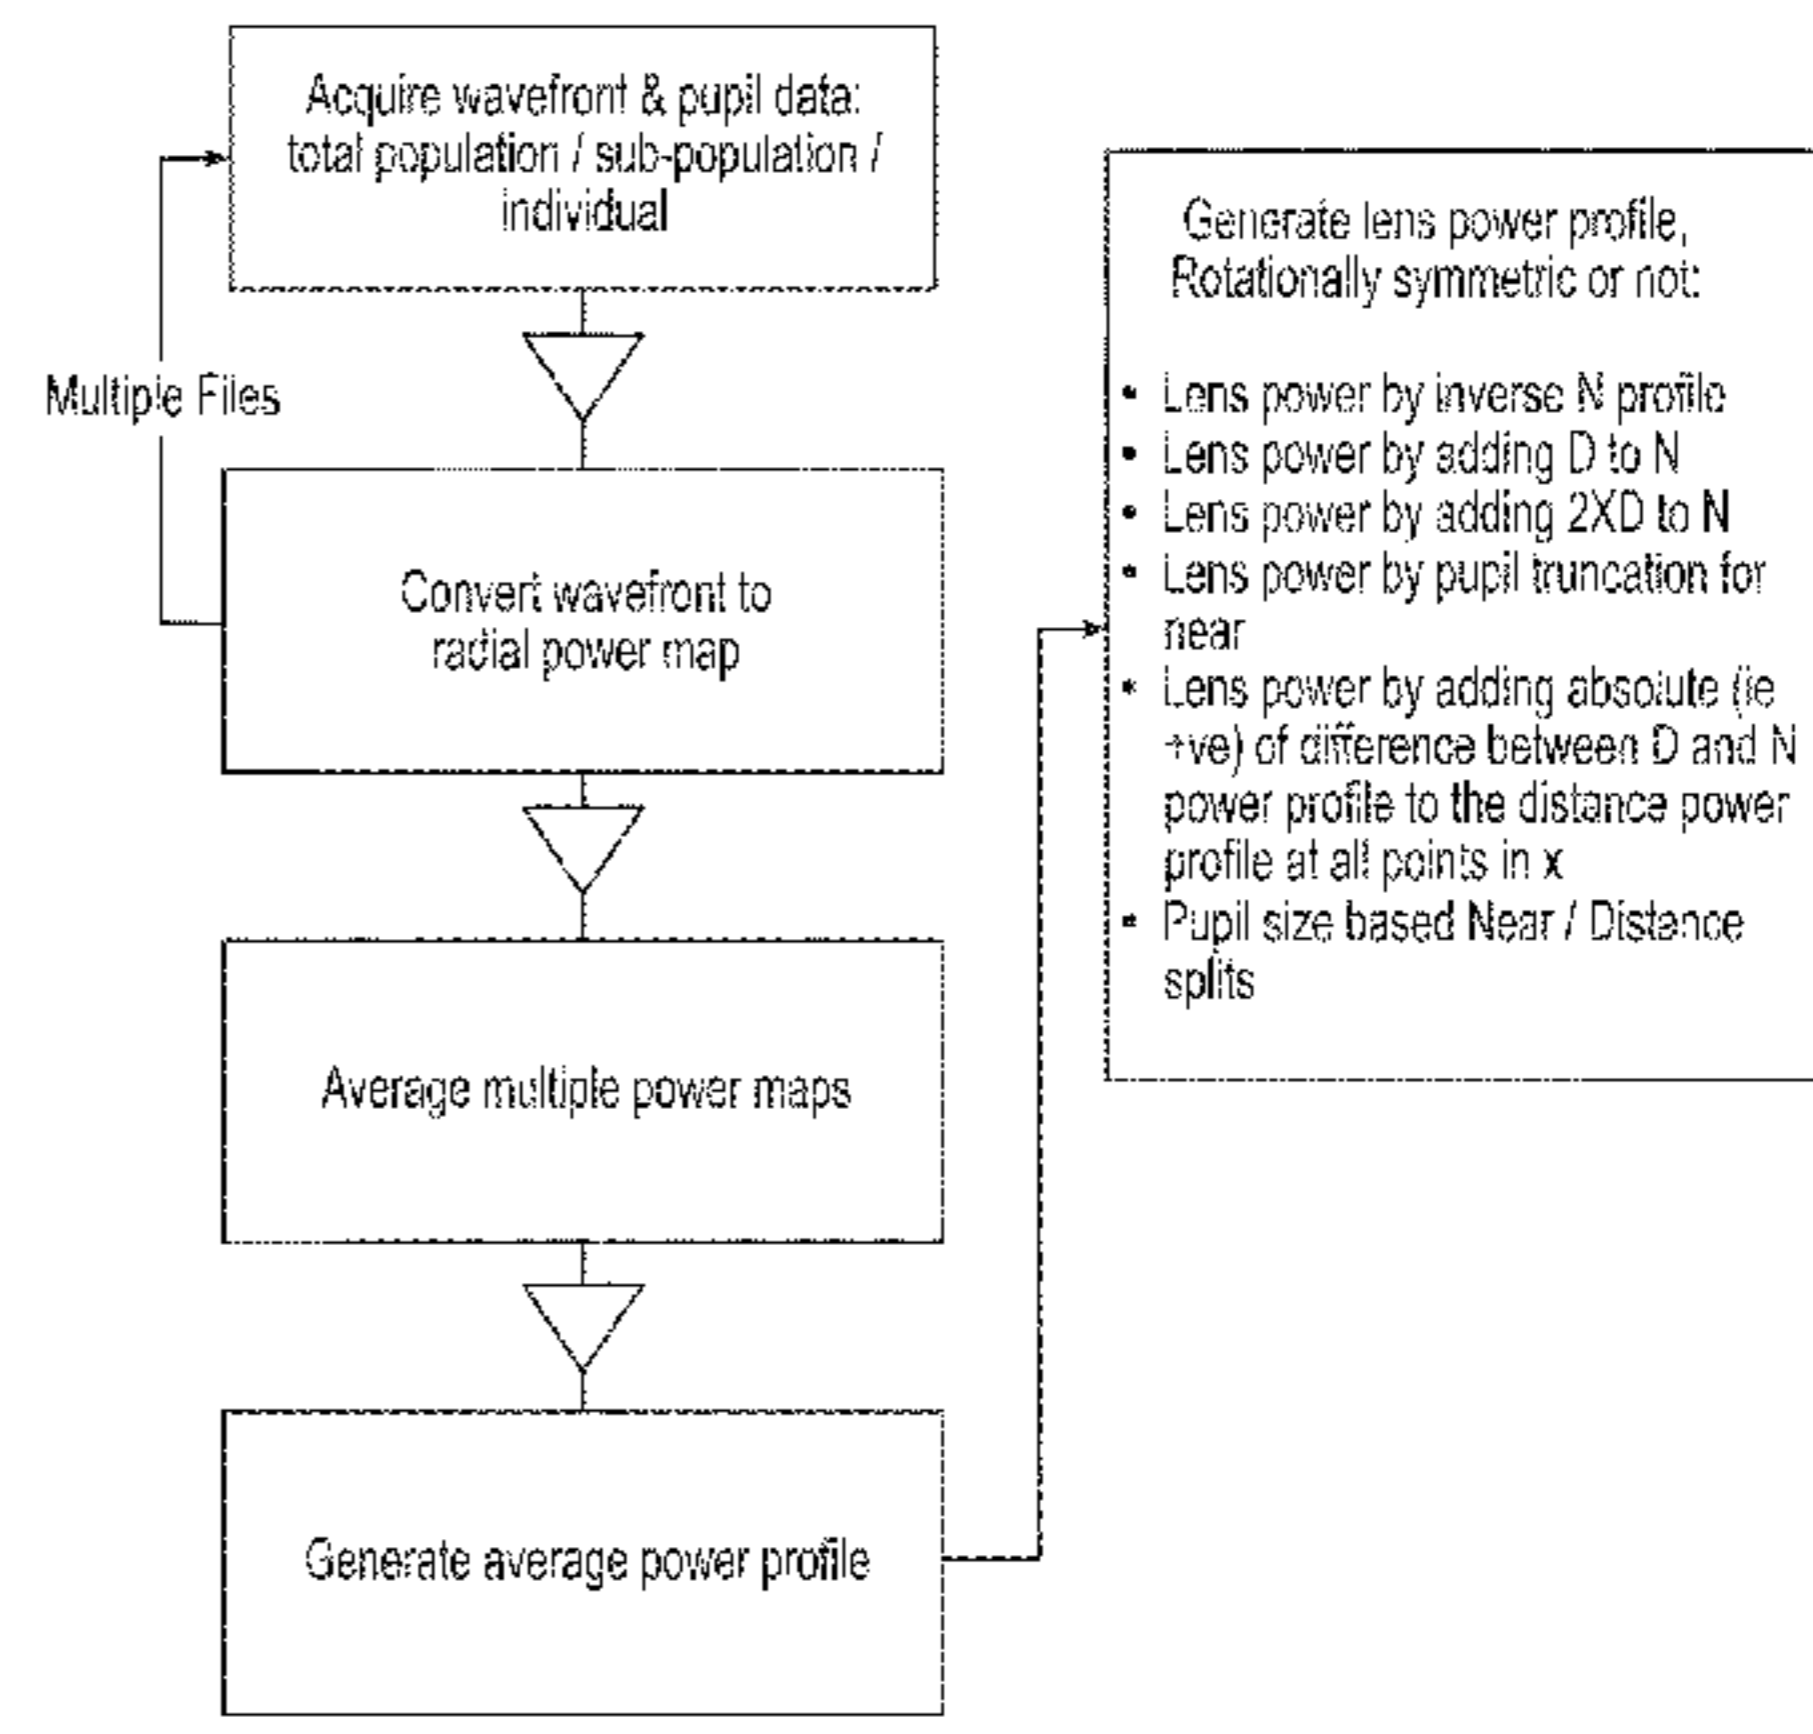 Acquire wavefront & pupil data:
total population / sub-population /
individual
Multiple Files
Convert wavefront to
radial power map
Average multiple power maps
Generate average power profile
Generate lens power profile,
Rotationally symmetric or not:
• Lens power by inverse N profile
• Lens power by adding D to N
• Lens power by adding 2XD to N
• Lens power by pupil truncation for
near
• Lens power by adding absolute (ie
+ve) of difference between D and N
power profile to the distance power
profile at all points in x
• Pupil size based Near / Distance
splits